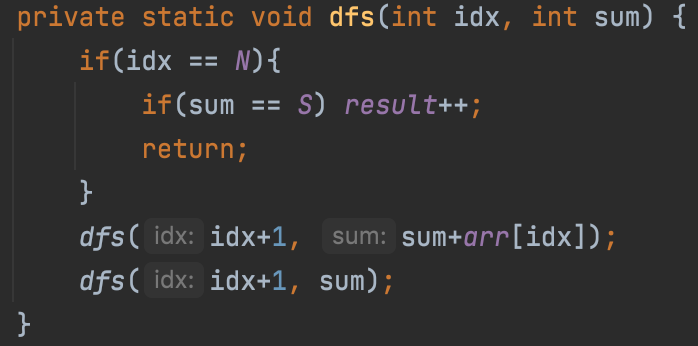 private static void dfs(int idx, int sum) {
if(idx == N){
if(sum == S) result++;
return;
}
dfs( idx: idx+1, sum: sum+arr[idx]);
dfs( idx: idx+1, sum);
}